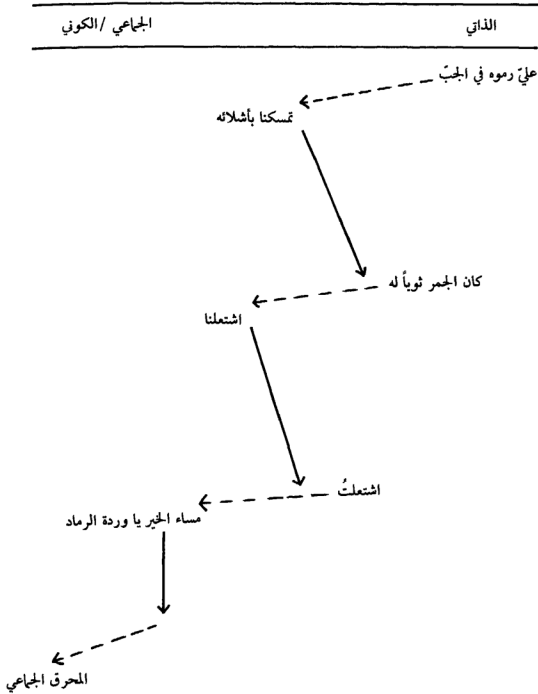 الذاتي
الجماعي / الكوني
عليّ رموه في الجبّ
تمسكنا بأشلائه
كان الجمر ثوباً له
اشتعلنا
اشتعلتُ
مساء الخير يا وردة الرماد
المحرق الجماعي